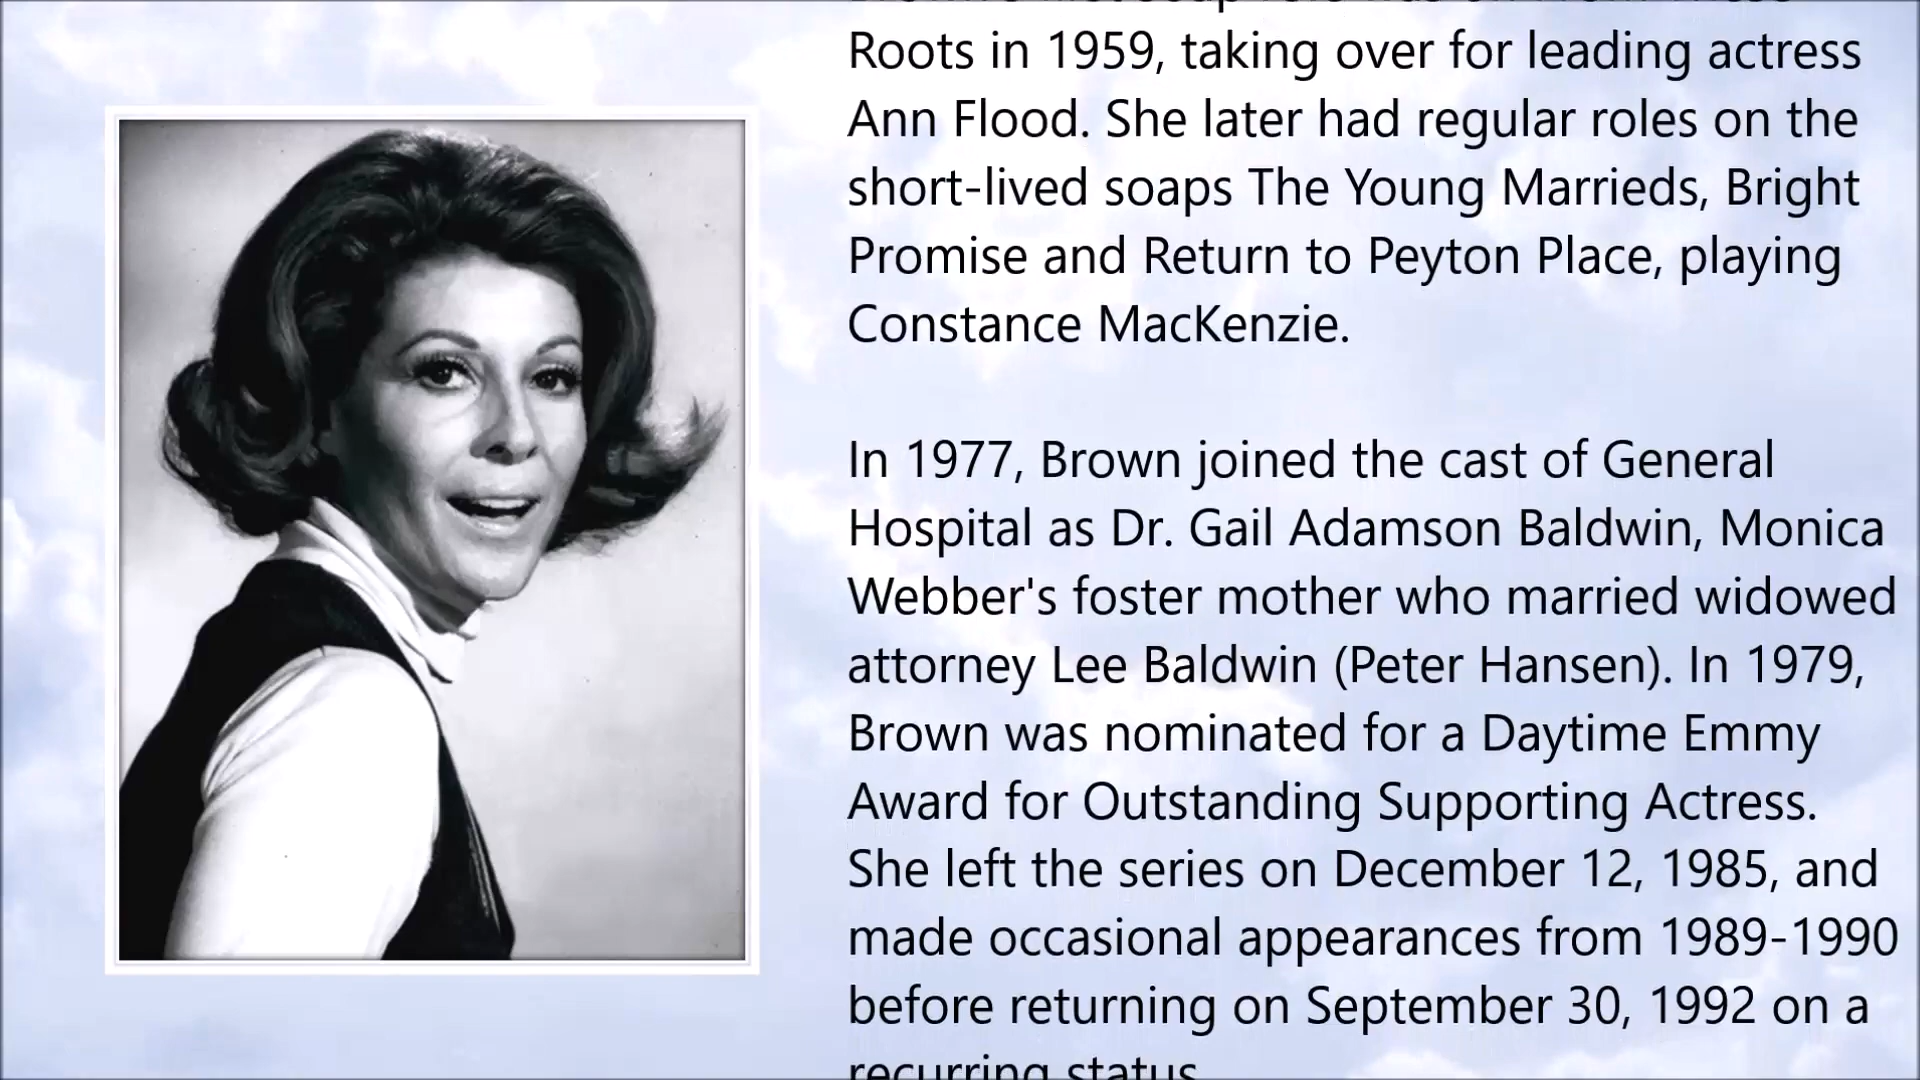 Roots in 1959, taking over for leading actress
Ann Flood. She later had regular roles on the
short-lived soaps The Young Marrieds, Bright
Promise and Return to Peyton Place, playing
Constance MacKenzie.
In 1977, Brown joined the cast of General
Hospital as Dr. Gail Adamson Baldwin, Monica
Webber's foster mother who married widowed
attorney Lee Baldwin (Peter Hansen). In 1979,
Brown was nominated for a Daytime Emmy
Award for Outstanding Supporting Actress.
She left the series on December 12, 1985, and
made occasional appearances from 1989-1990
before returning on September 30, 1992 on a
recurring status